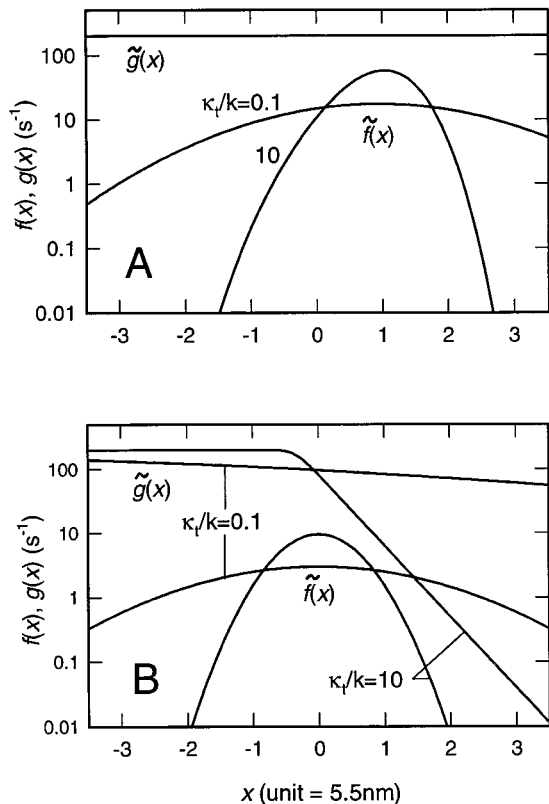 100
10
1
0.1
0.01
f(x), g(x) (s⁻¹)
g̃(x)
κₜ/k=0.1
10
f̃(x)
A
-3 -2 -1 0 1 2 3
100
10
1
0.1
0.01
f(x), g(x) (s⁻¹)
g̃(x)
κₜ/k=0.1
f̃(x)
κₜ/k=10
B
-3 -2 -1 0 1 2 3
x (unit = 5.5nm)